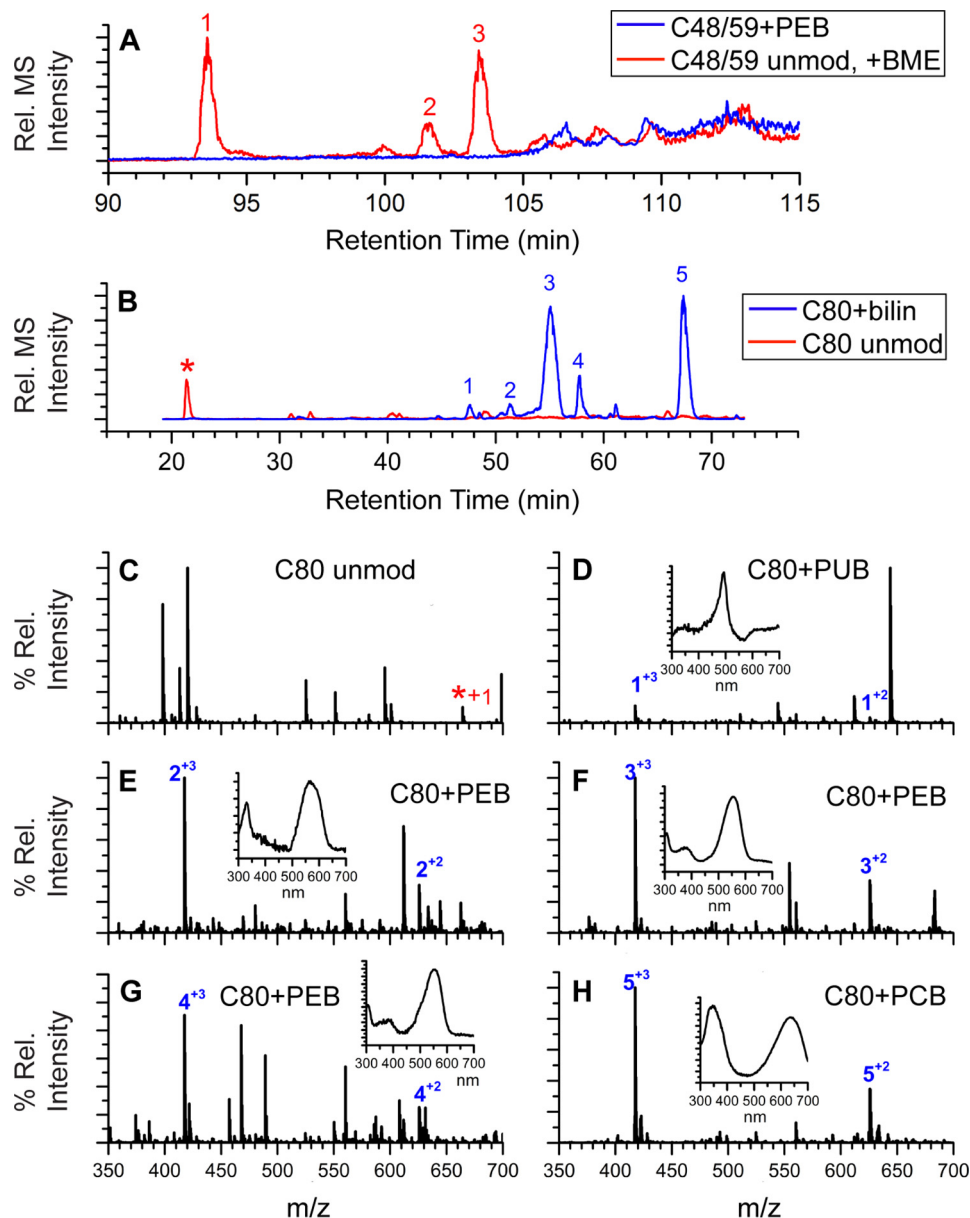 A
1
2
3
C48/59+PEB
C48/59 unmod, +BME
Rel. MS
Intensity
90 95 100 105 110 115
Retention Time (min)
B
*
1
2
3
4
5
C80+bilin
C80 unmod
Rel. MS
Intensity
20 30 40 50 60 70
Retention Time (min)
C
C80 unmod
*+1
% Rel.
Intensity
D
C80+PUB
1+3
1+2
300 400 500 600 700
nm
E
2+3
C80+PEB
2+2
300 400 500 600 700
nm
% Rel.
Intensity
F
3+3
C80+PEB
3+2
300 400 500 600 700
nm
G
4+3
C80+PEB
4+2
300 400 500 600 700
nm
% Rel.
Intensity
350 400 450 500 550 600 650 700
m/z
H
5+3
C80+PCB
5+2
300 400 500 600 700
nm
350 400 450 500 550 600 650 700
m/z